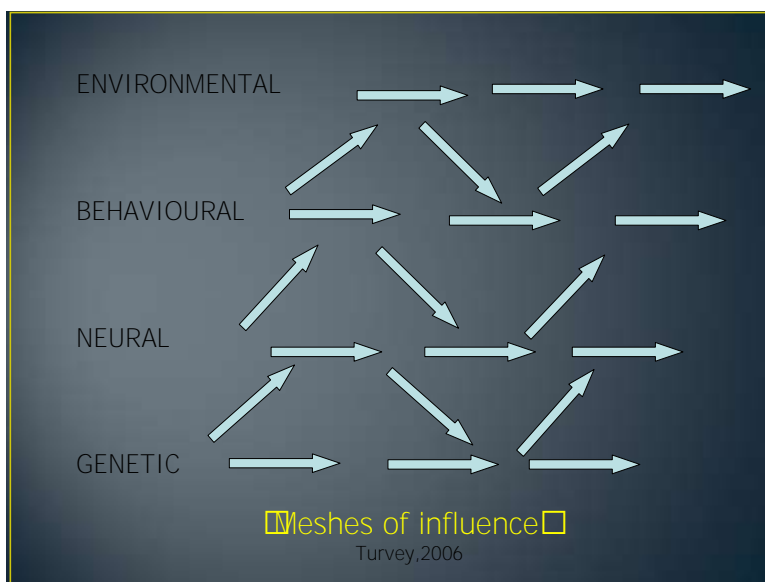 ENVIRONMENTAL
BEHAVIOURAL
NEURAL
GENETIC
□Meshes of influence□
Turvey,2006